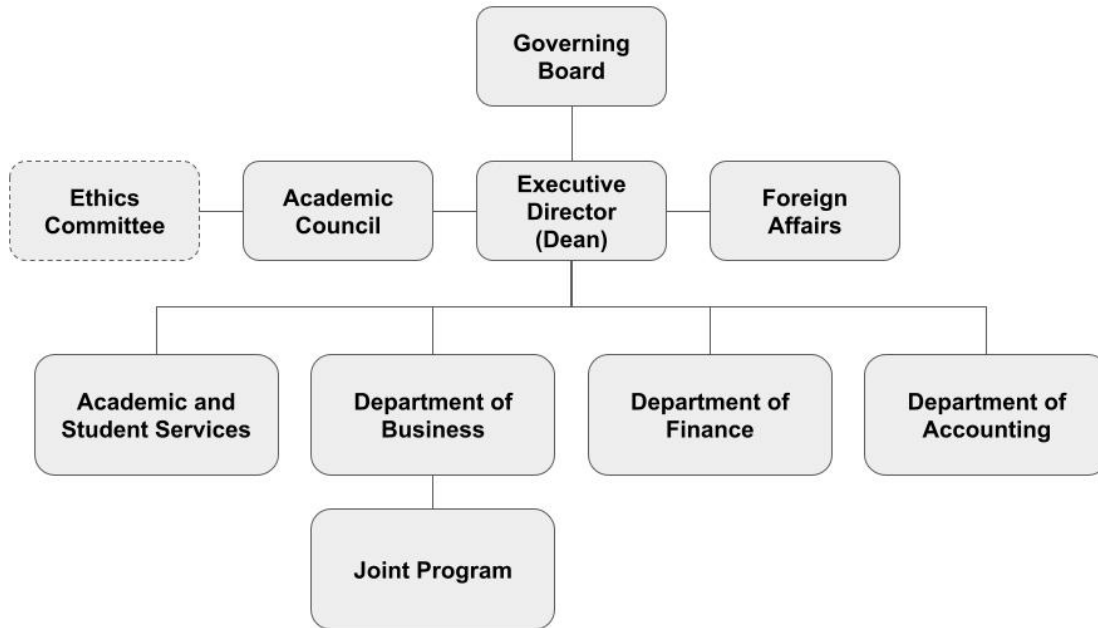 Governing
Board
Ethics
Committee
Academic
Council
Executive
Director
(Dean)
Foreign
Affairs
Academic and
Student Services
Department of
Business
Department of
Finance
Department of
Accounting
Joint Program